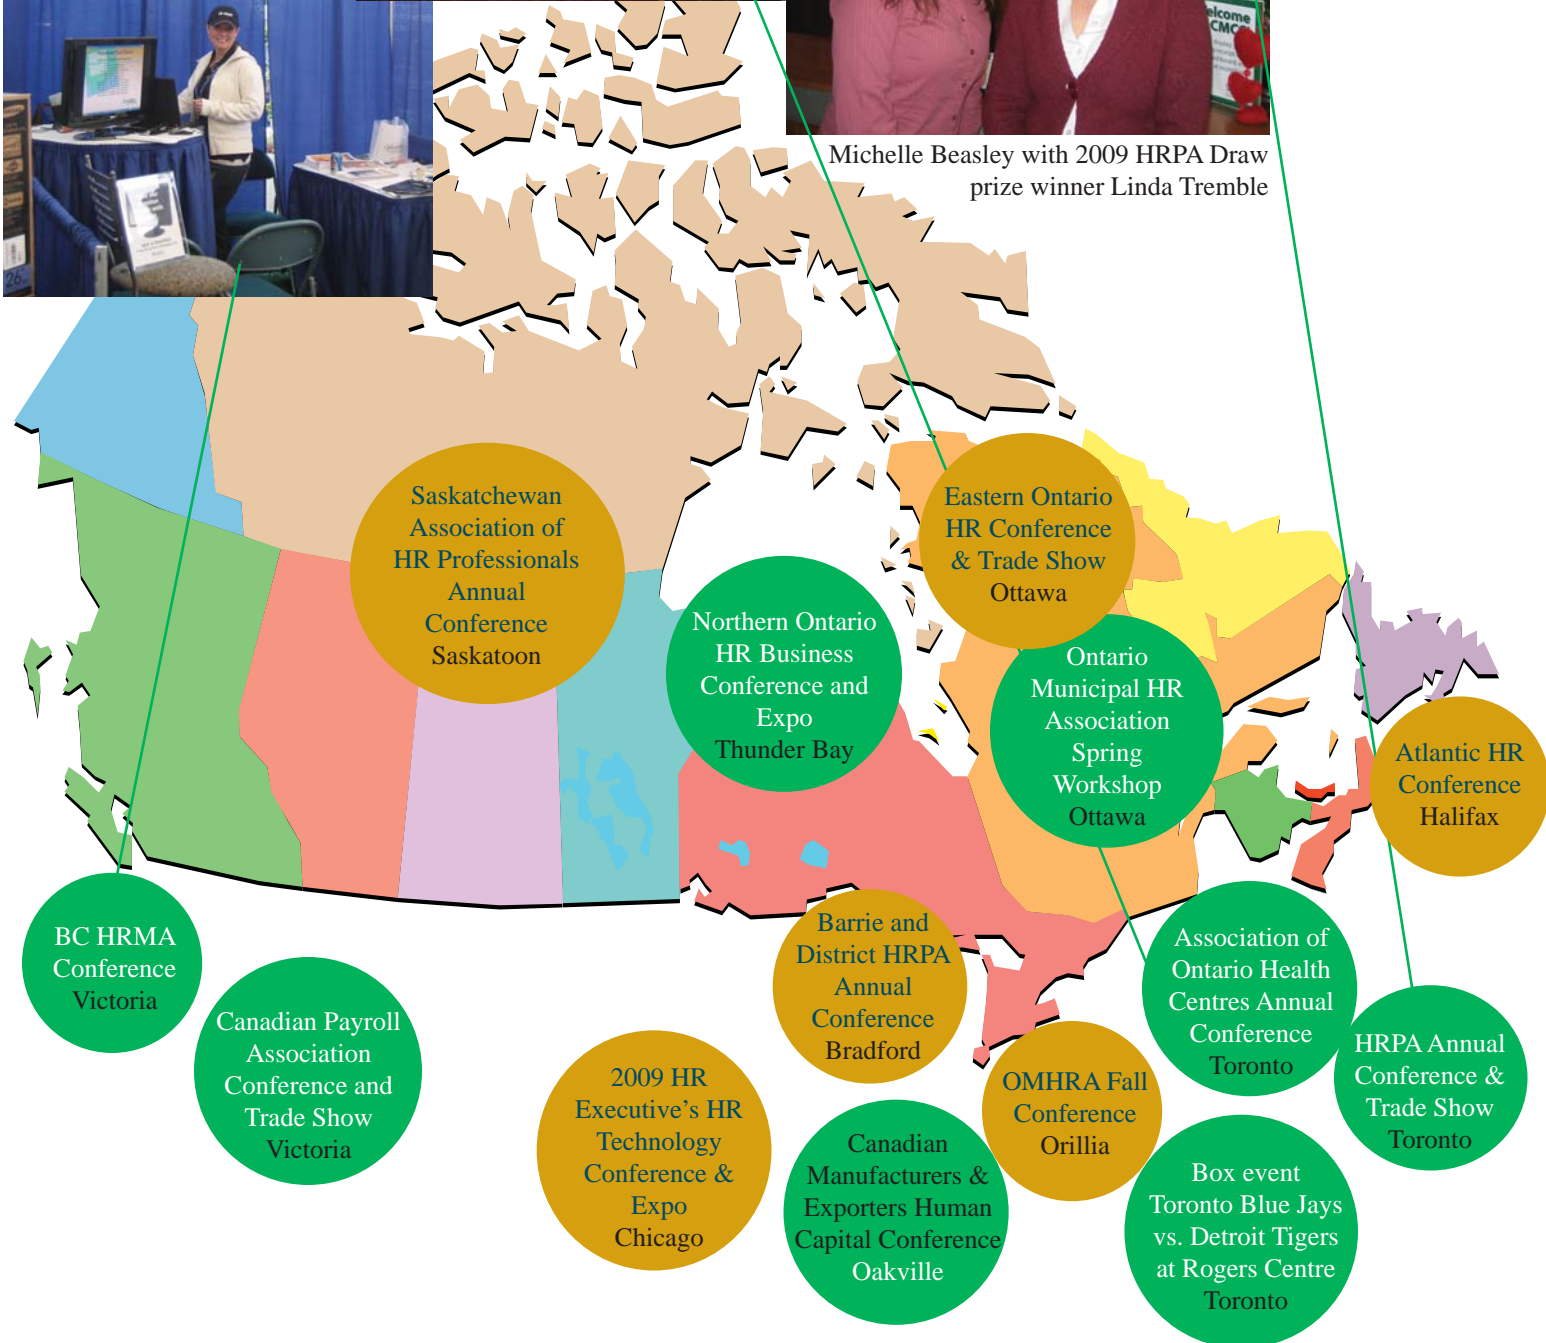 elcome
CMC
26
Michelle Beasley with 2009 HRPA Draw
prize winner Linda Tremble
Saskatchewan
Association of
HR Professionals
Annual
Conference
Saskatoon
Eastern Ontario
HR Conference
& Trade Show
Ottawa
Northern Ontario
HR Business
Conference and
Expo
Thunder Bay
Ontario
Municipal HR
Association
Spring
Workshop
Ottawa
Atlantic HR
Conference
Halifax
BC HRMA
Conference
Victoria
Canadian Payroll
Association
Conference and
Trade Show
Victoria
Barrie and
District HRPA
Annual
Conference
Bradford
Association of
Ontario Health
Centres Annual
Conference
Toronto
HRPA Annual
Conference &
Trade Show
Toronto
2009 HR
Executive's HR
Technology
Conference &
Expo
Chicago
OMHRA Fall
Conference
Orillia
Canadian
Manufacturers &
Exporters Human
Capital Conference
Oakville
Box event
Toronto Blue Jays
vs. Detroit Tigers
at Rogers Centre
Toronto